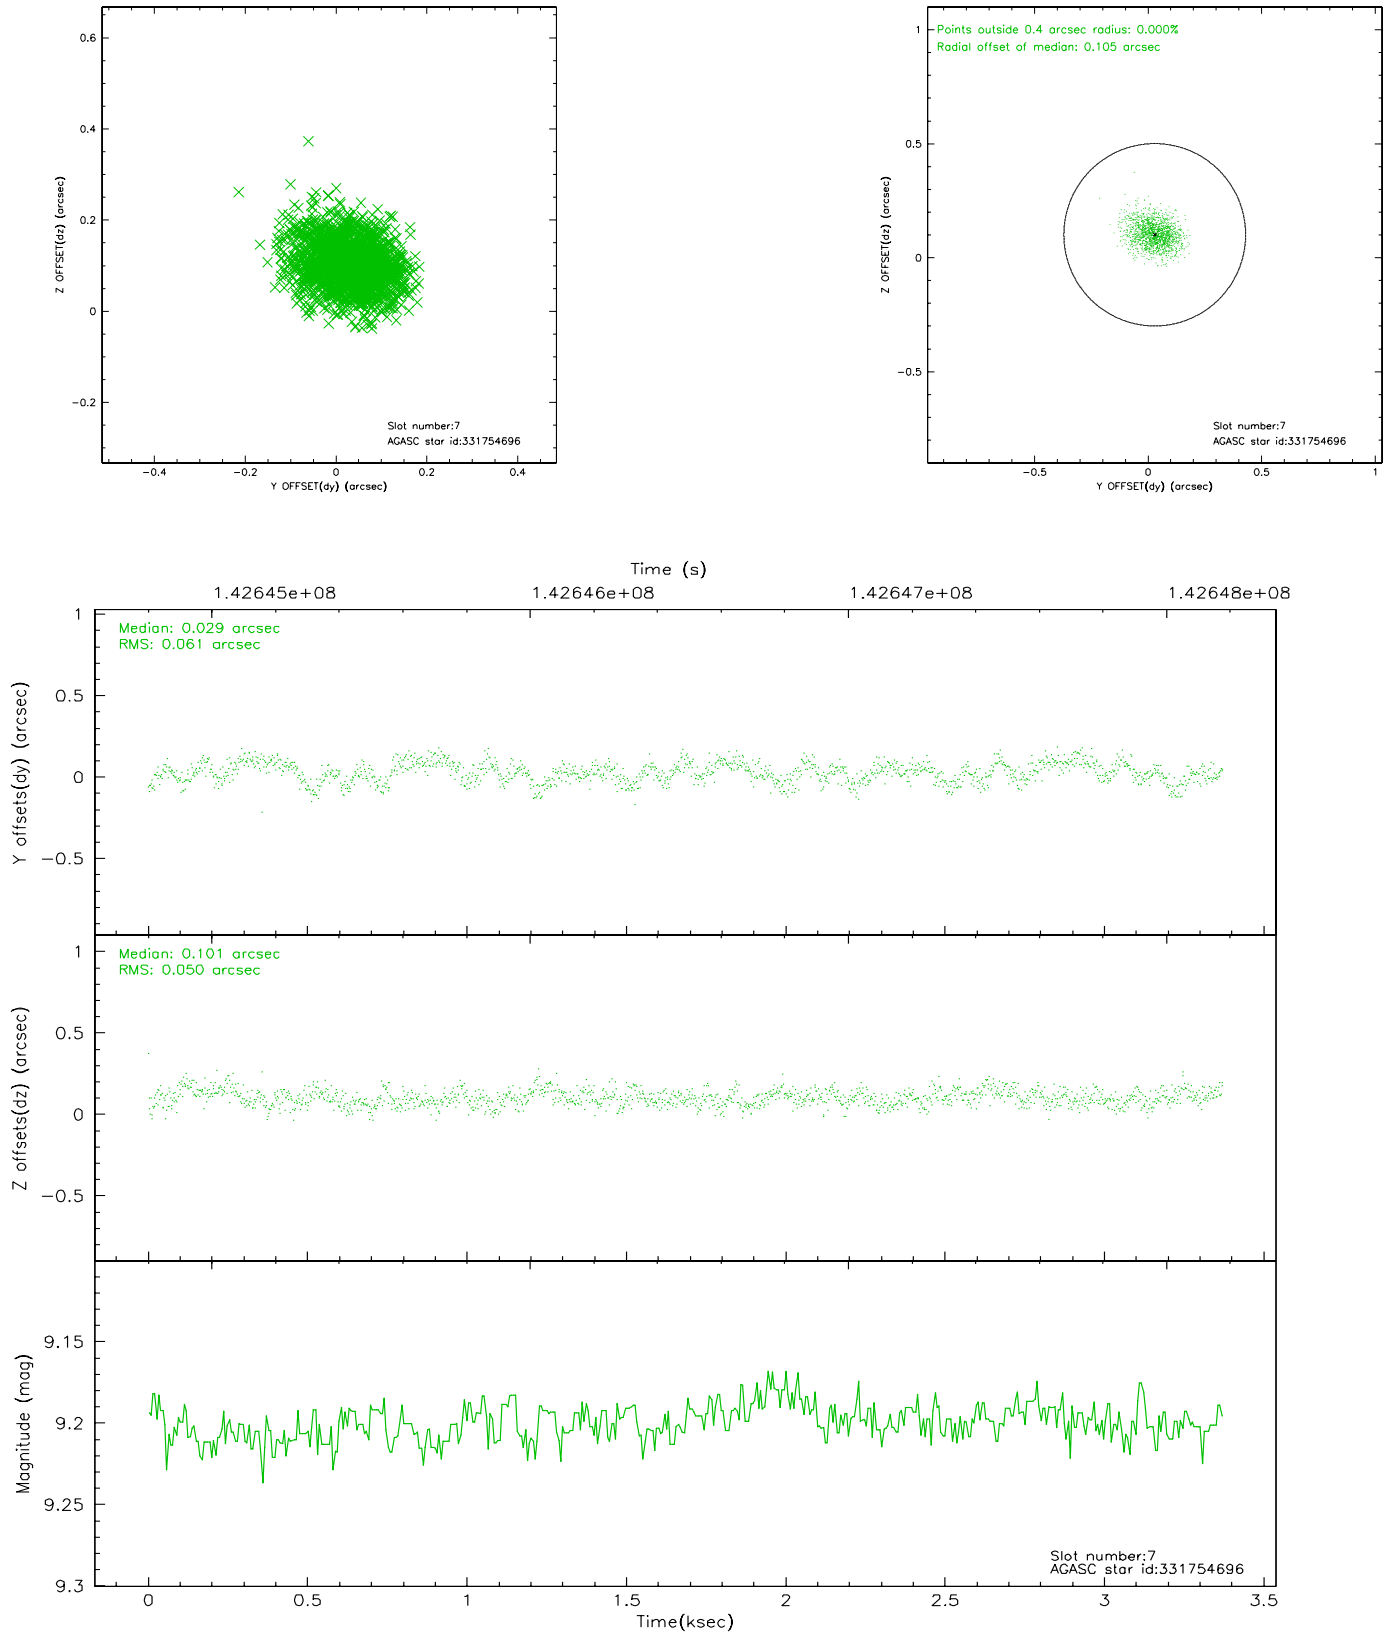 0.6
0.4
0.2
0
−0.2
Z OFFSET(dz) (arcsec)
Slot number:7
AGASC star id:331754696
−0.4 −0.2 0 0.2 0.4
Y OFFSET(dy) (arcsec)
Points outside 0.4 arcsec radius: 0.000%
Radial offset of median: 0.105 arcsec
1
0.5
0
−0.5
Z OFFSET(dz) (arcsec)
Slot number:7
AGASC star id:331754696
−0.5 0 0.5 1
Y OFFSET(dy) (arcsec)
Time (s)
1.42645e+08 1.42646e+08 1.42647e+08 1.42648e+08
Median: 0.029 arcsec
RMS: 0.061 arcsec
1
0.5
0
−0.5
Y offsets(dy) (arcsec)
Median: 0.101 arcsec
RMS: 0.050 arcsec
1
0.5
0
−0.5
Z offsets(dz) (arcsec)
9.15
9.2
9.25
9.3
Magnitude (mag)
Slot number:7
AGASC star id:331754696
0 0.5 1 1.5 2 2.5 3 3.5
Time(ksec)